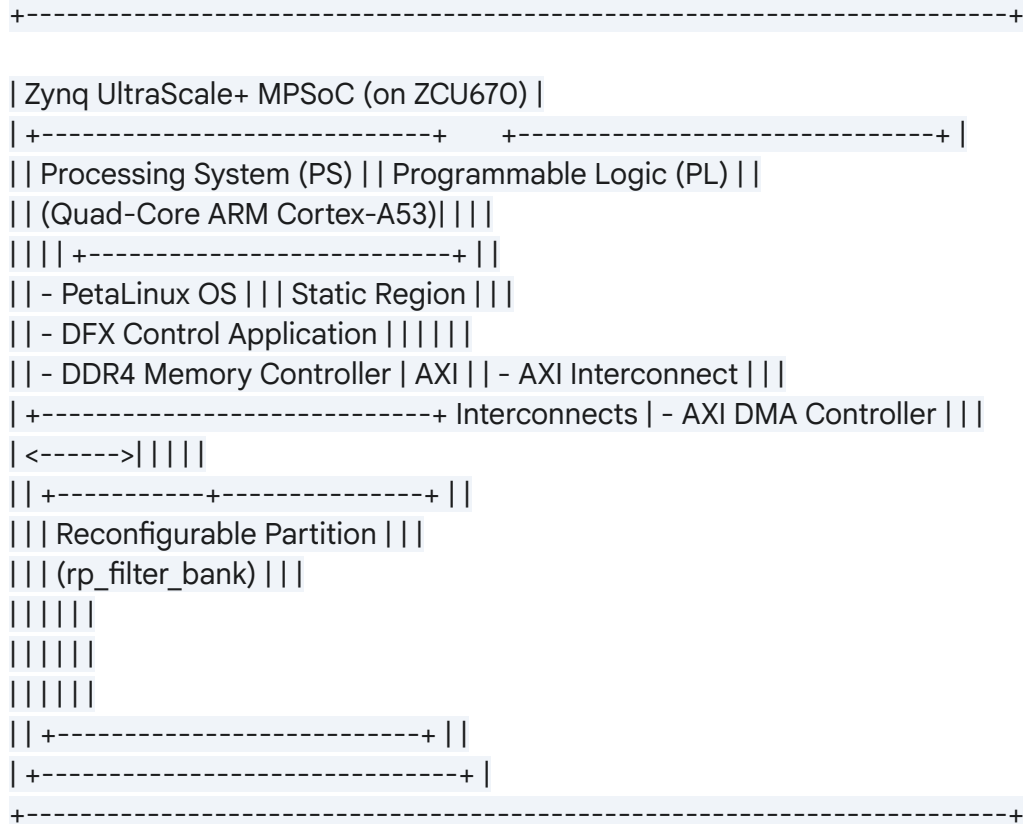 +-----------------------------------------------------------------------+
| Zynq UltraScale+ MPSoC (on ZCU670) |
| +----------------------------+ +------------------------------+ |
| | Processing System (PS) | | Programmable Logic (PL) | |
| | (Quad-Core ARM Cortex-A53)| | | |
| | | | +--------------------------+ | |
| | - PetaLinux OS | | | Static Region | | |
| | - DFX Control Application | | | | | |
| | - DDR4 Memory Controller | AXI | | - AXI Interconnect | | |
| +----------------------------+ Interconnects | - AXI DMA Controller | | |
| <------>| | | | |
| | +-----------+--------------+ | |
| | | Reconfigurable Partition | | |
| | | (rp_filter_bank) | | |
| | | | | |
| | | | | |
| | | | | |
| | +--------------------------+ | |
| +------------------------------+ |
+-----------------------------------------------------------------------+